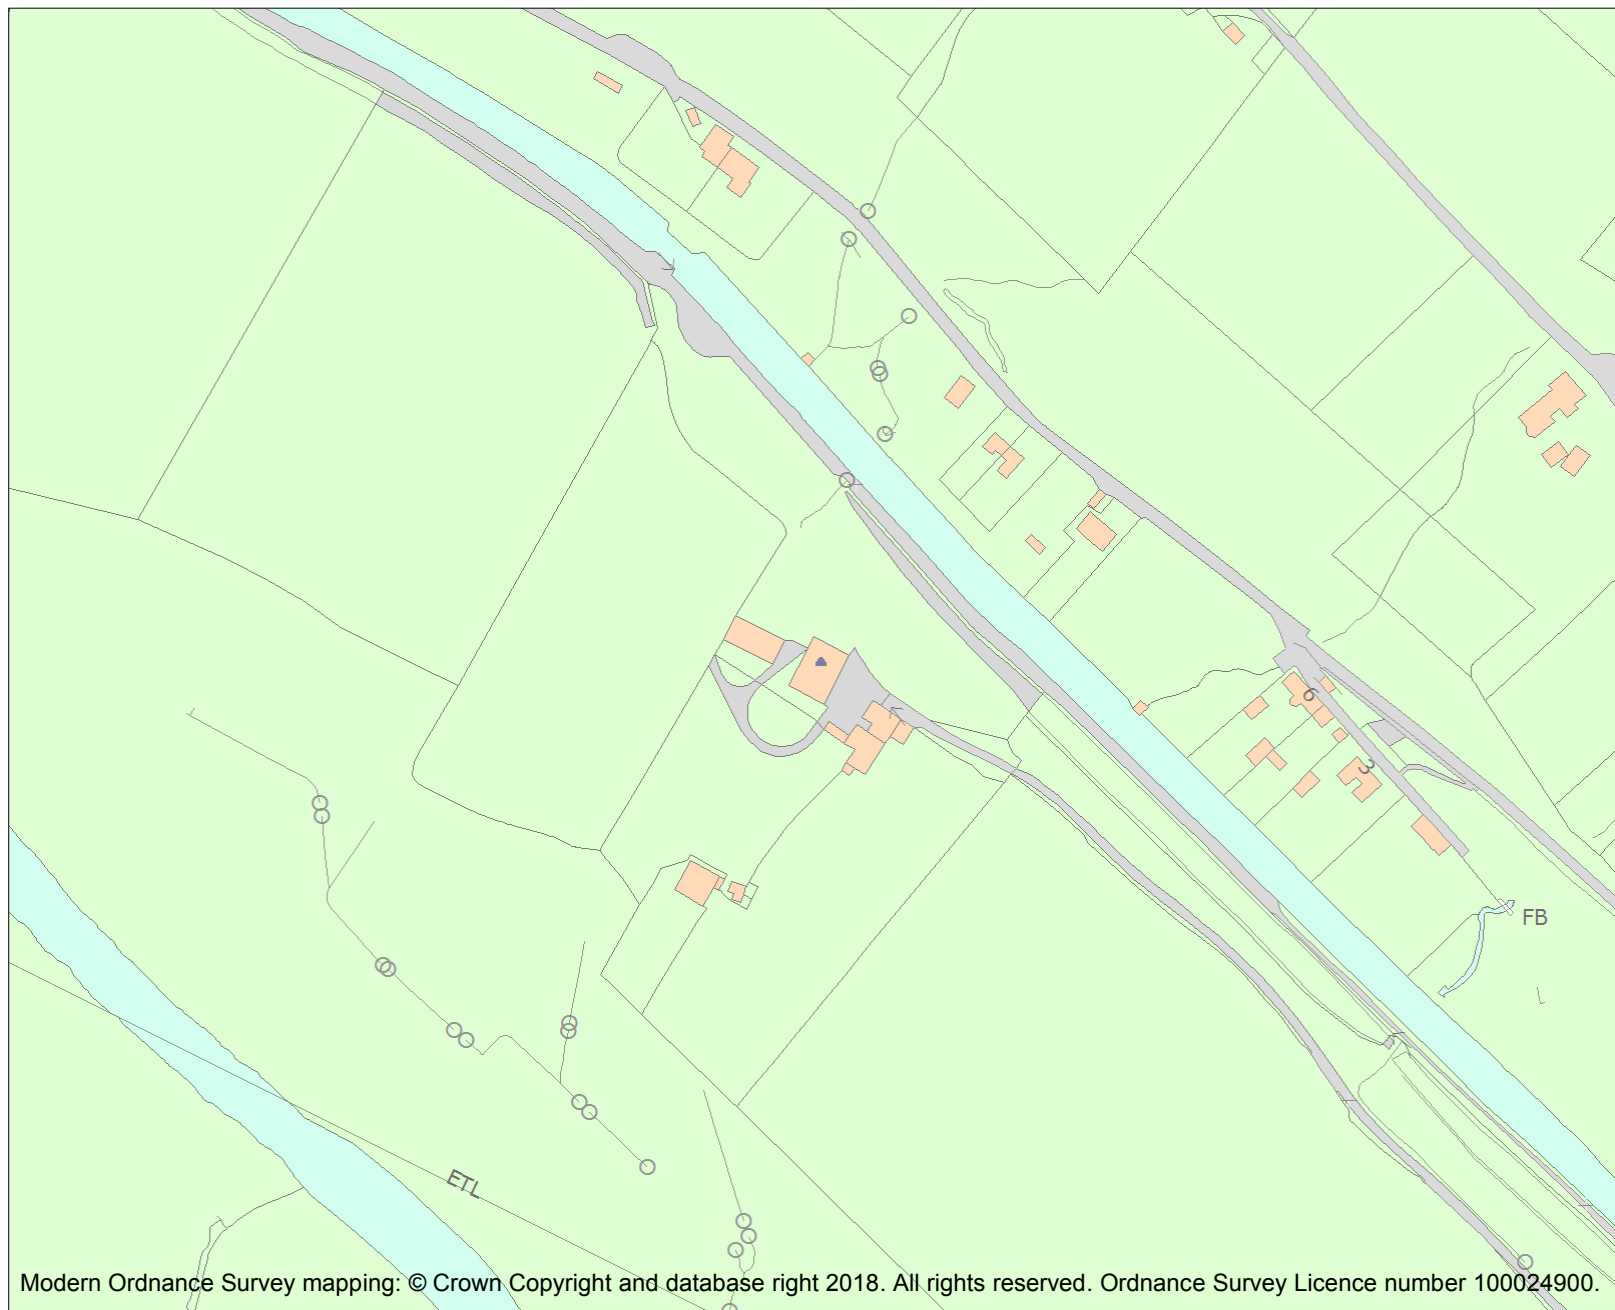 6
3
FB
ETL
Modern Ordnance Survey mapping: © Crown Copyright and database right 2018. All rights reserved. Ordnance Survey Licence number 100024900.